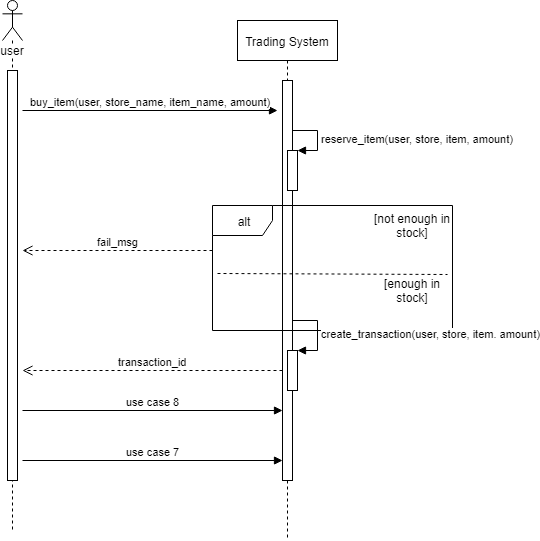 user
Trading System
buy_item(user, store_name, item_name, amount)
reserve_item(user, store, item, amount)
alt
[not enough in
stock]
fail_msg
[enough in
stock]
create_transaction(user, store, item. amount)
transaction_id
use case 8
use case 7